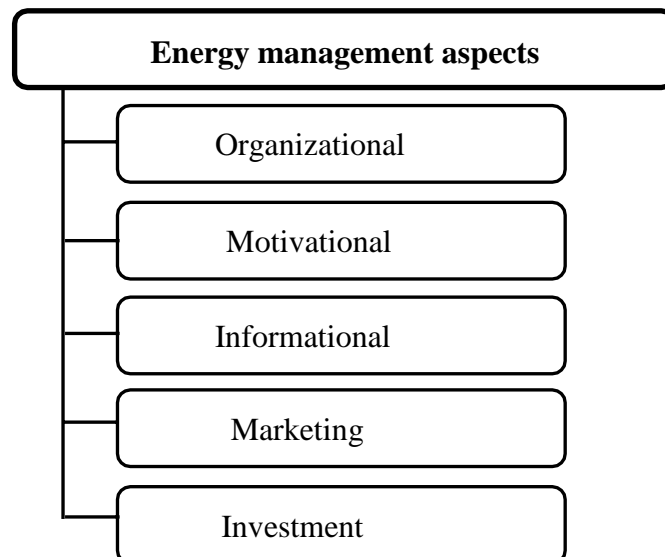 Energy management aspects
Organizational
Motivational
Informational
Marketing
Investment